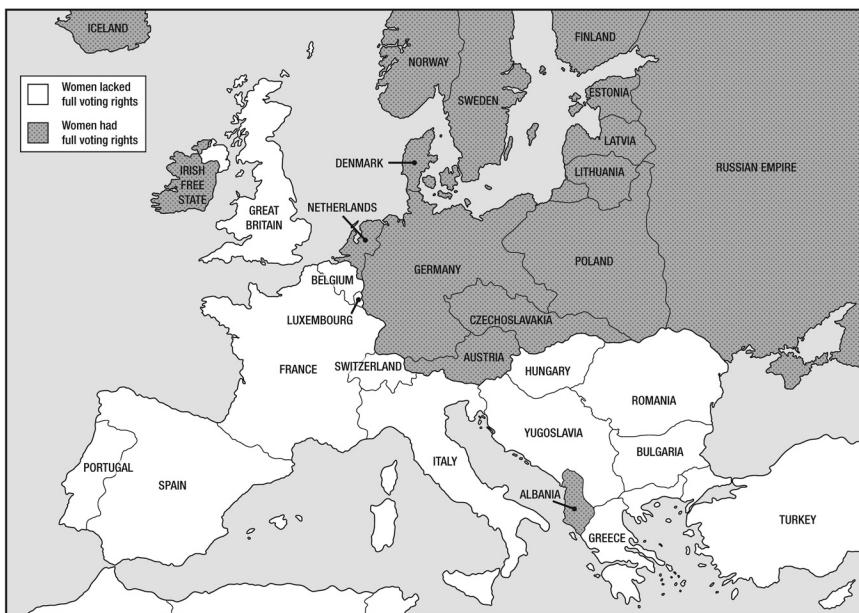 ICELAND
Women lacked
full voting rights
Women had
full voting rights
NORWAY
FINLAND
SWEDEN
ESTONIA
LATVIA
LITHUANIA
RUSSIAN EMPIRE
DENMARK
IRISH
FREE
STATE
GREAT
BRITAIN
NETHERLANDS
GERMANY
POLAND
BELGIUM
LUXEMBOURG
CZECHOSLAVAKIA
FRANCE
SWITZERLAND
AUSTRIA
HUNGARY
ROMANIA
YUGOSLAVIA
BULGARIA
PORTUGAL
SPAIN
ITALY
ALBANIA
GREECE
TURKEY